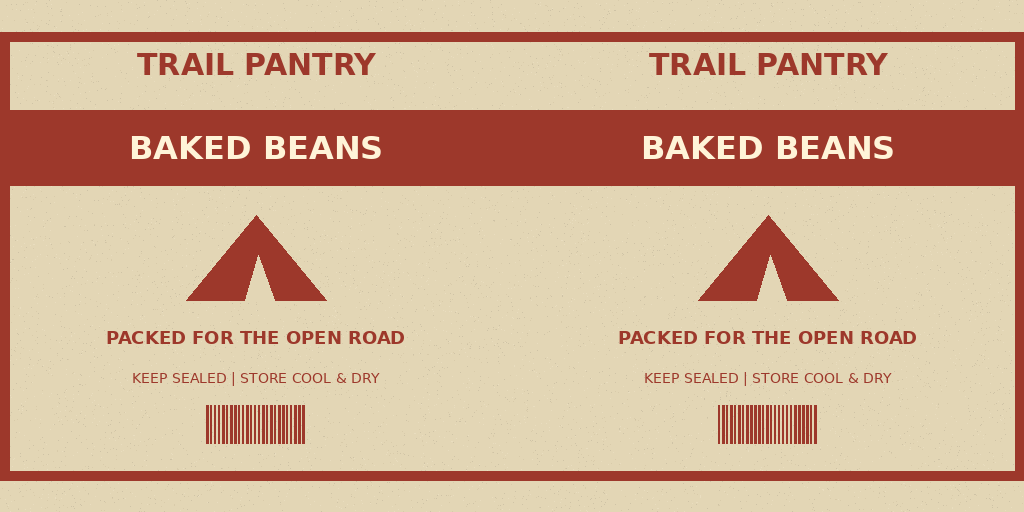 TRAIL PANTRY
TRAIL PANTRY
BAKED BEANS
BAKED BEANS
PACKED FOR THE OPEN ROAD
PACKED FOR THE OPEN ROAD
KEEP SEALED | STORE COOL & DRY
KEEP SEALED | STORE COOL & DRY